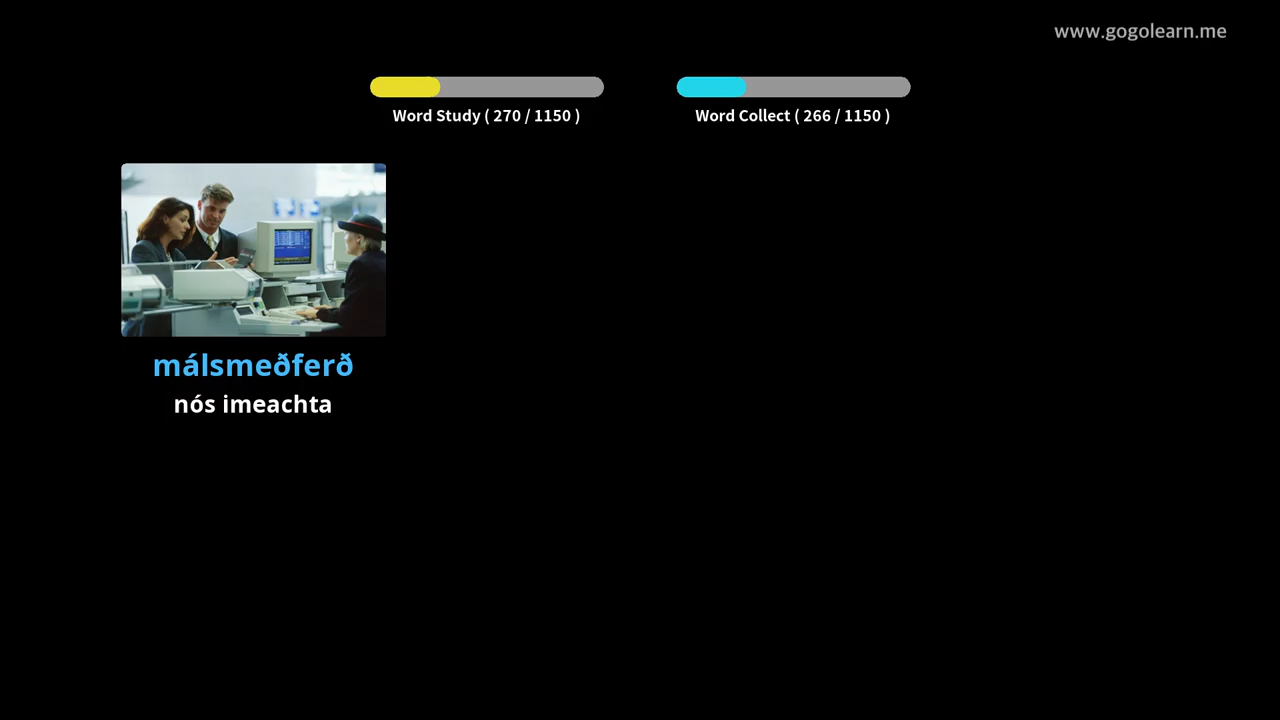 www.gogolearn.me
Word Study ( 270 / 1150 )
Word Collect ( 266 / 1150 )
málsmeðferð
nós imeachta